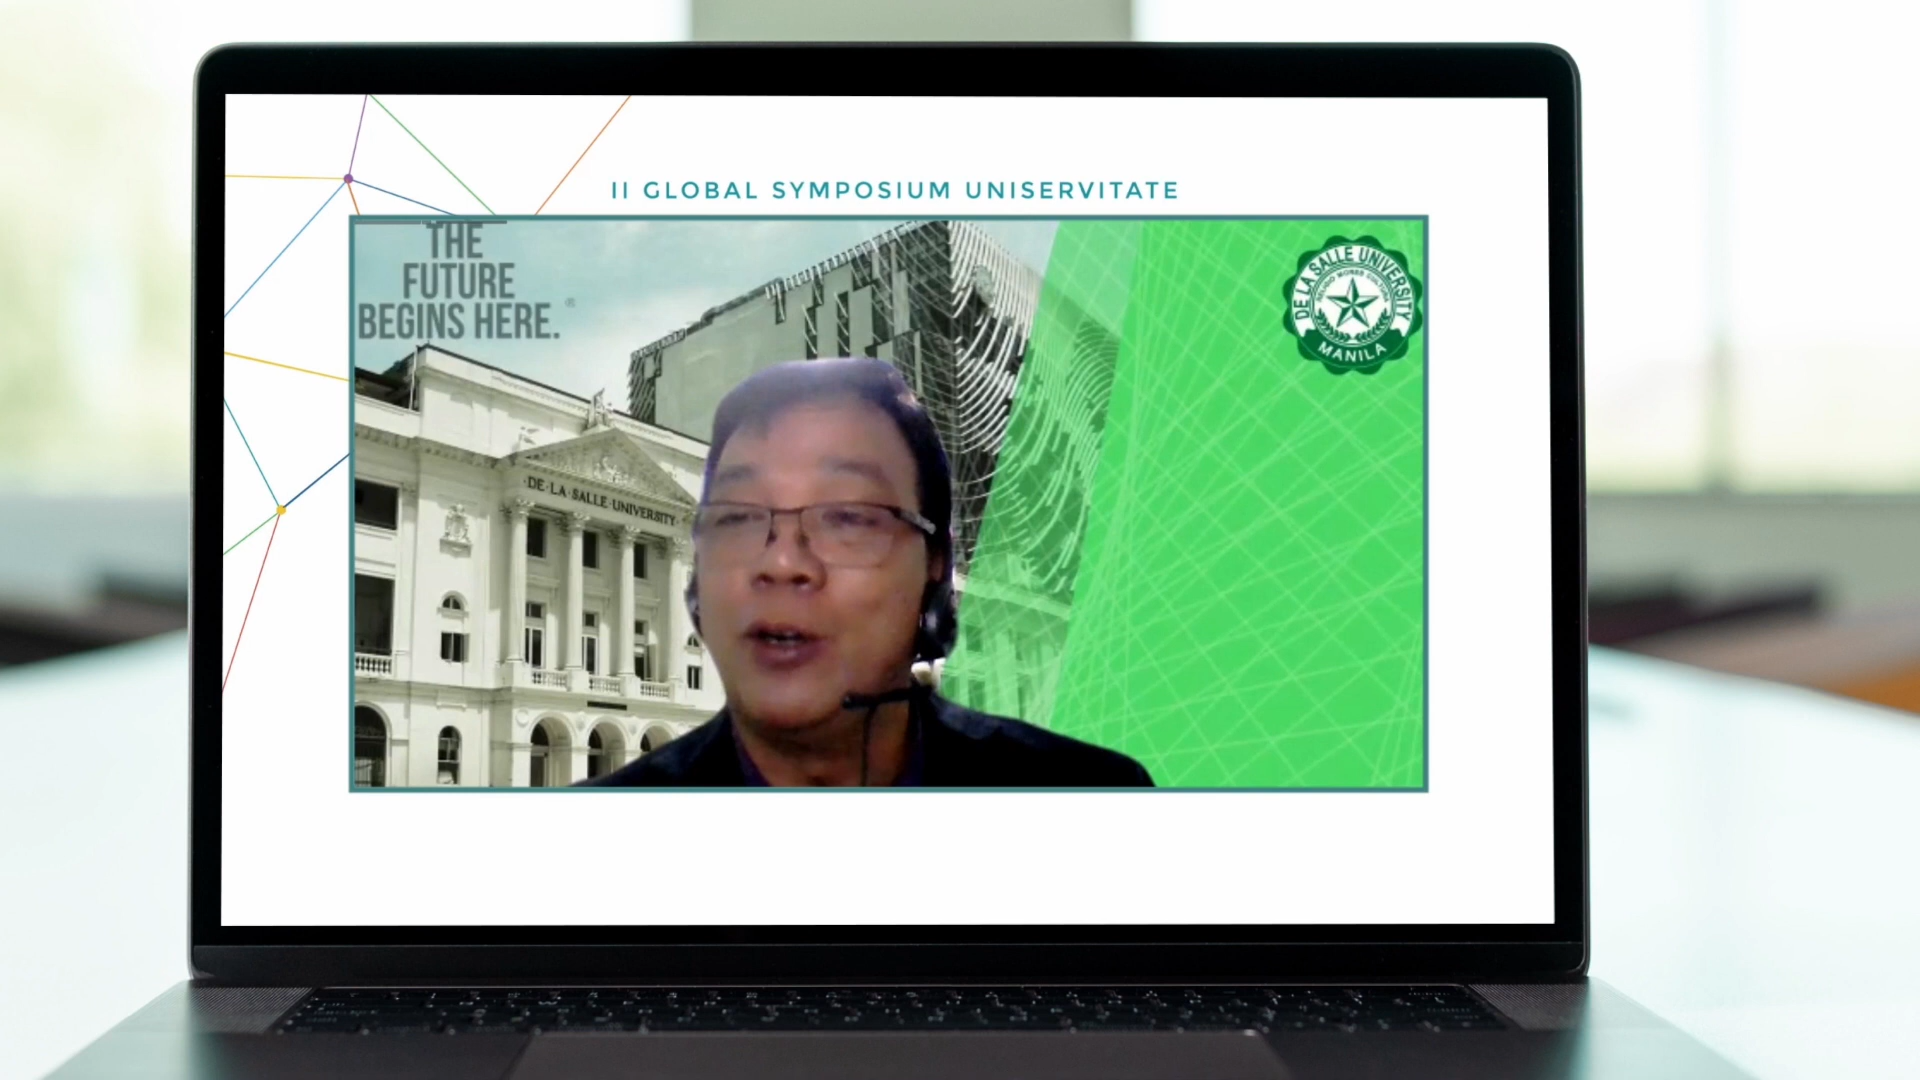 II GLOBAL SYMPOSIUM UNISERVITATE
THE
FUTURE
BEGINS HERE.
®
DE LA SALLE UNIVERSITY
MANILA
·DE·LA·SALLE·UNIVERSITY·